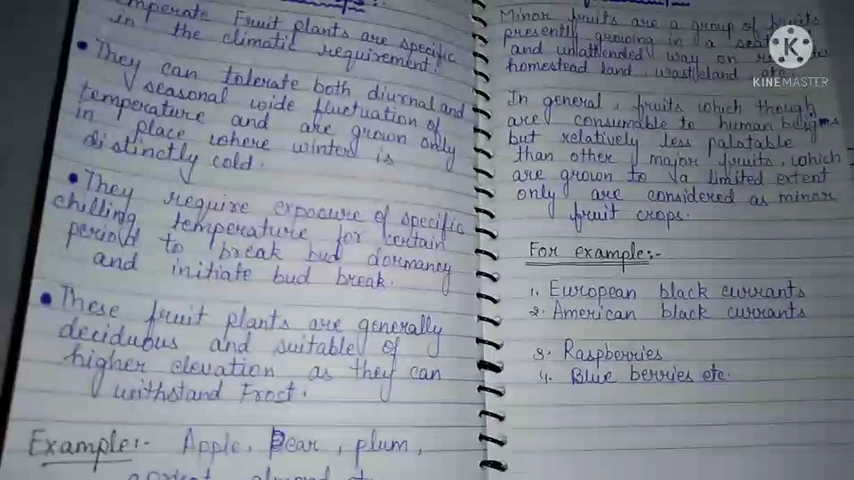 Temperate Fruit plants are specific
in the climatic requirement.
• They can tolerate both diurnal and
seasonal wide fluctuation of
temperature and are grown only
in place where winter is
distinctly cold.
• They require exposure of specific
chilling temperature for certain
period to break bud dormancy
and initiate bud break.
• These fruit plants are generally
deciduous and suitable of
higher elevation as they can
withstand Frost.
Example:- Apple, Pear, plum,
apricot, almond
Minor fruits are a group of fruits
presently growing in a
and unattended way on
homestead land, wasteland etc.
In general, fruits which though
are consumable to human beings
but relatively less palatable
than other major fruits, which
are grown to a limited extent
only are considered as minor
fruit crops.
For example:-
1. European black currants
2. American black currants
3. Raspberries
4. Blue berries etc.
KINEMASTER